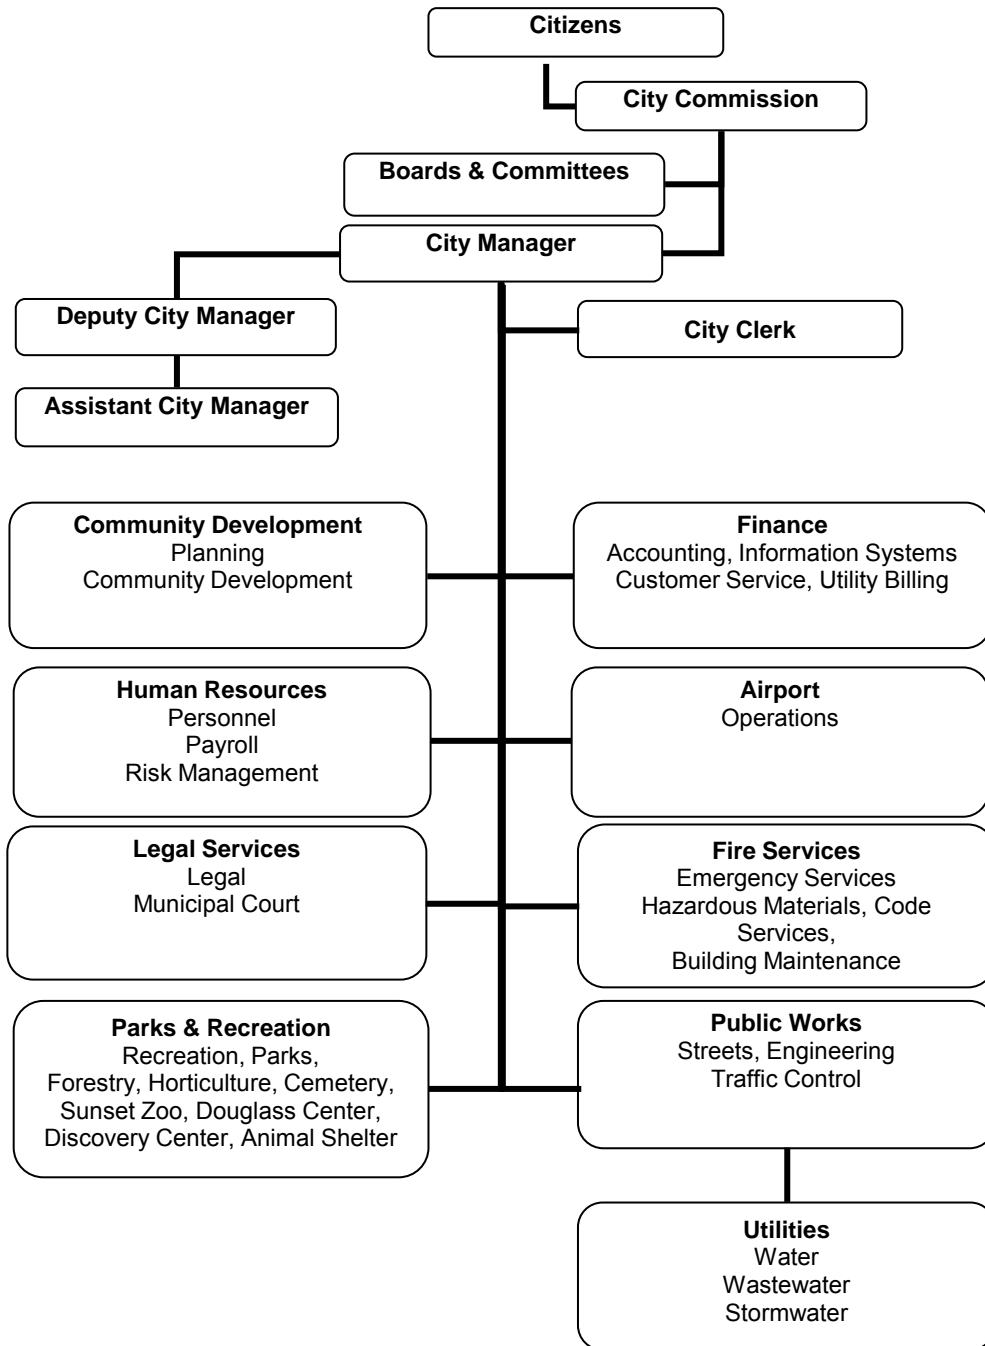 Citizens
City Commission
Boards & Committees
City Manager
Deputy City Manager
City Clerk
Assistant City Manager
Community Development
Planning
Community Development
Finance
Accounting, Information Systems
Customer Service, Utility Billing
Human Resources
Personnel
Payroll
Risk Management
Airport
Operations
Legal Services
Legal
Municipal Court
Fire Services
Emergency Services
Hazardous Materials, Code
Services,
Building Maintenance
Parks & Recreation
Recreation, Parks,
Forestry, Horticulture, Cemetery,
Sunset Zoo, Douglass Center,
Discovery Center, Animal Shelter
Public Works
Streets, Engineering
Traffic Control
Utilities
Water
Wastewater
Stormwater